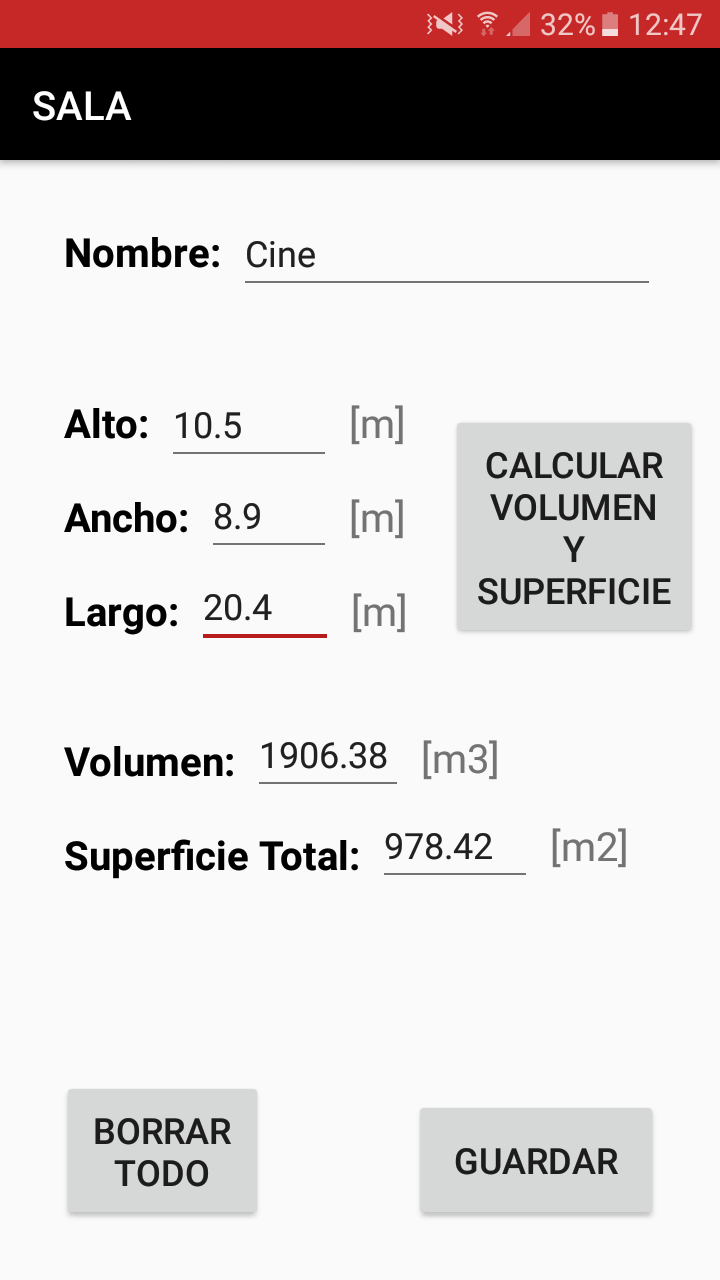 32% 12:47
SALA
Nombre: Cine
Alto: 10.5 [m]
Ancho: 8.9 [m]
Largo: 20.4 [m]
CALCULAR
VOLUMEN
Y
SUPERFICIE
Volumen: 1906.38 [m3]
Superficie Total: 978.42 [m2]
BORRAR
TODO
GUARDAR